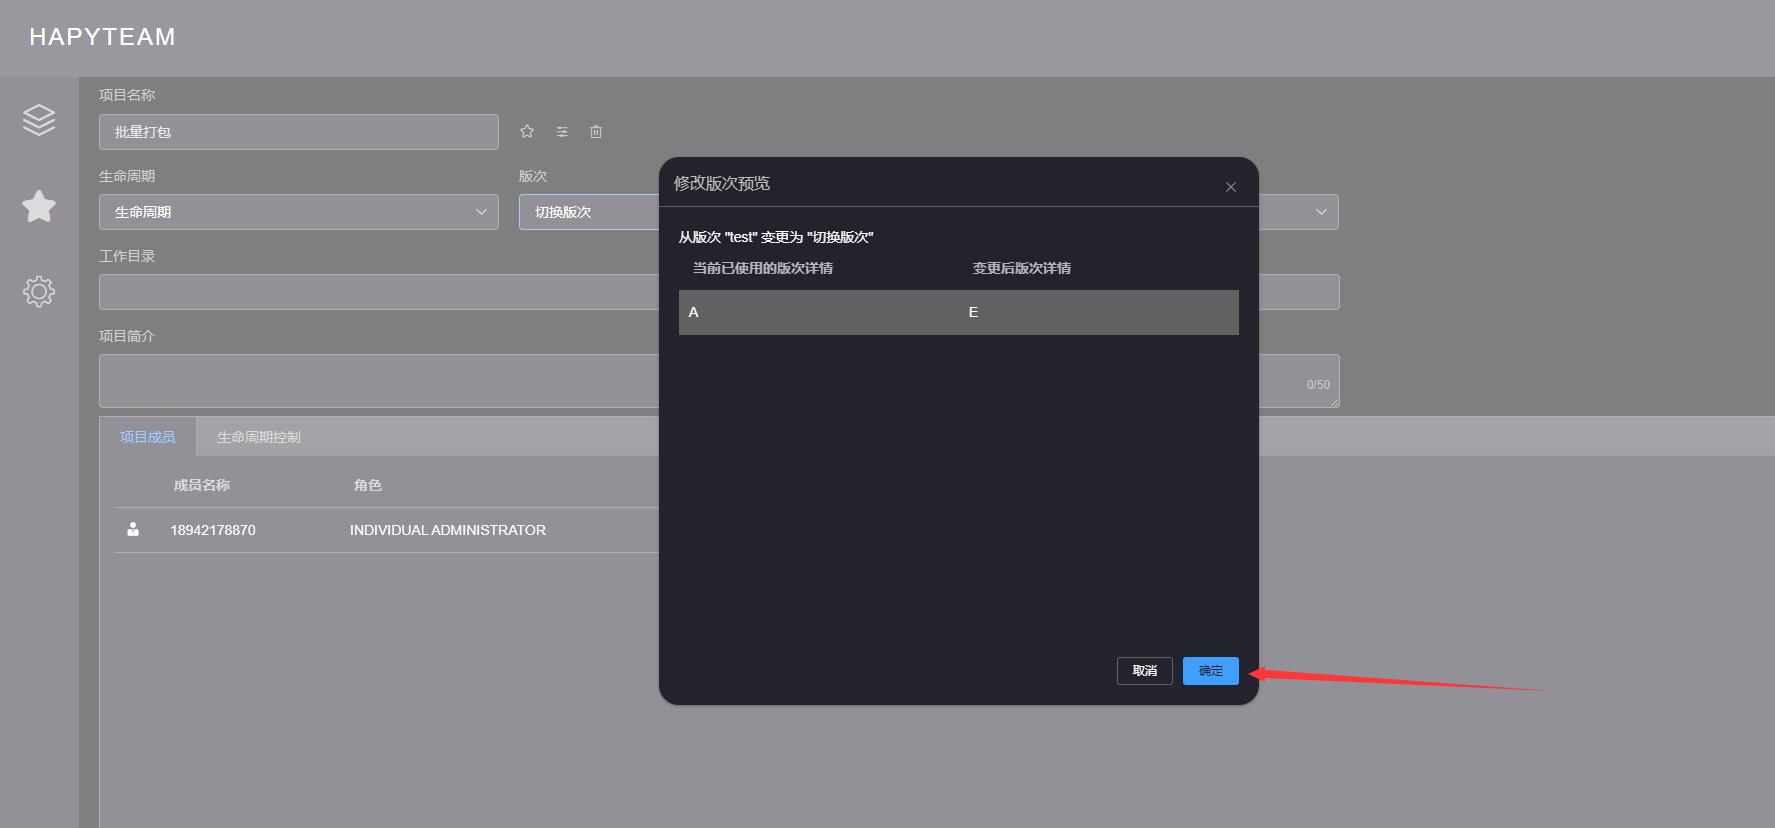 HAPYTEAM
项目名称
批量打包
生命周期
版次
生命周期
切换版次
工作目录
项目简介
0/50
项目成员
生命周期控制
成员名称
角色
18942178870
INDIVIDUAL ADMINISTRATOR
修改版次预览
从版次 "test" 变更为 "切换版次"
当前已使用的版次详情
变更后版次详情
A
E
取消
确定